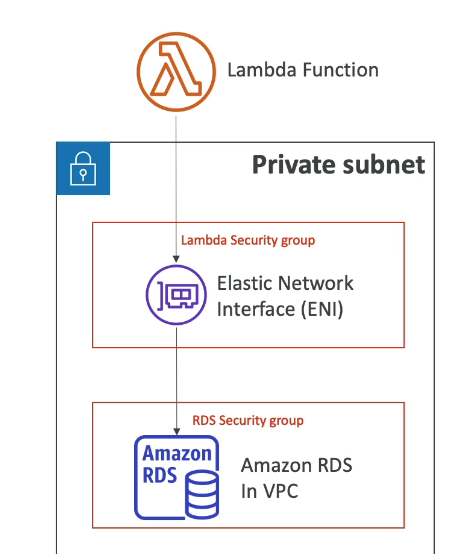 Lambda Function
Private subnet
Lambda Security group
Elastic Network
Interface (ENI)
RDS Security group
Amazon
RDS
Amazon RDS
In VPC